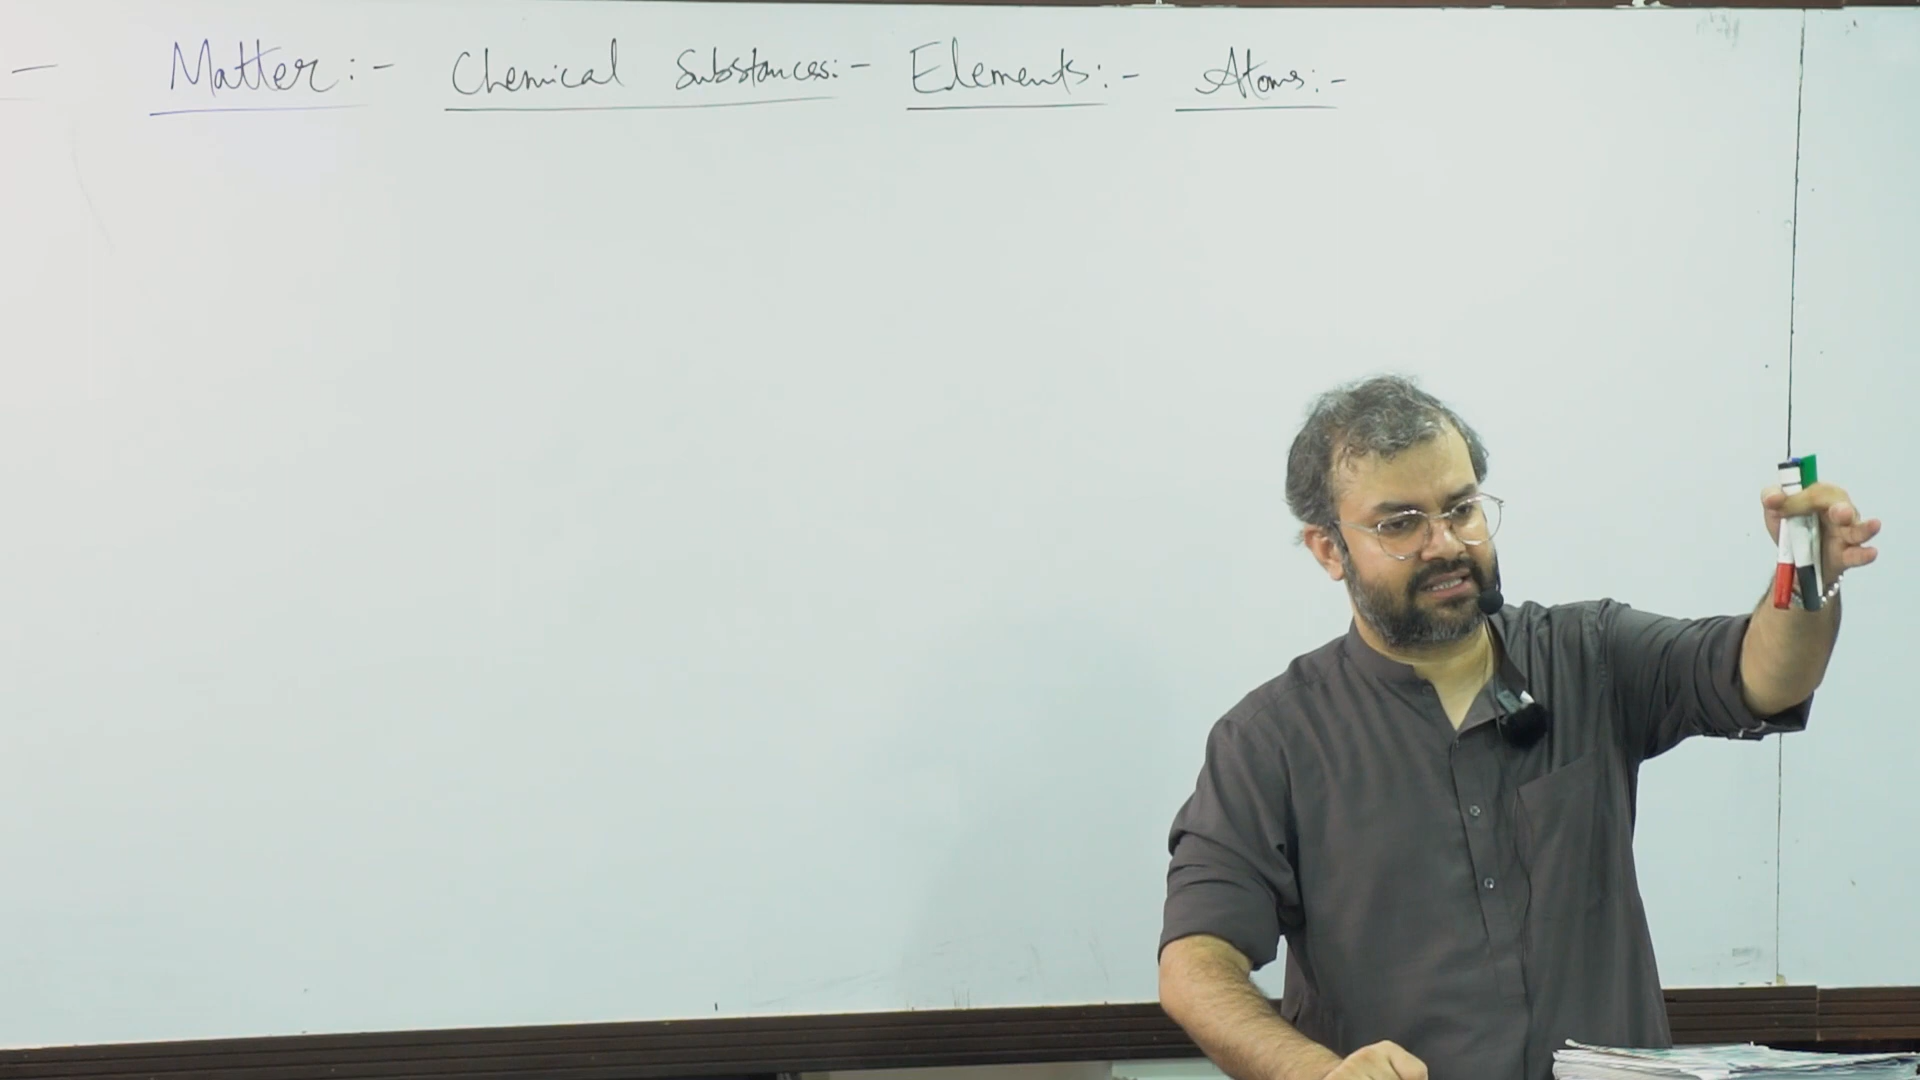 — Matter:- Chemical Substances:- Elements:- Atoms:-